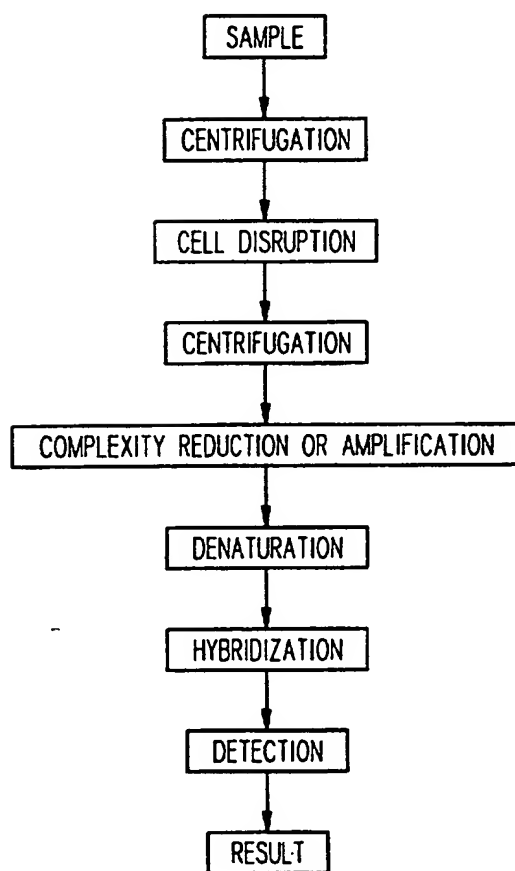 SAMPLE
CENTRIFUGATION
CELL DISRUPTION
CENTRIFUGATION
COMPLEXITY REDUCTION OR AMPLIFICATION
DENATURATION
HYBRIDIZATION
DETECTION
RESULT